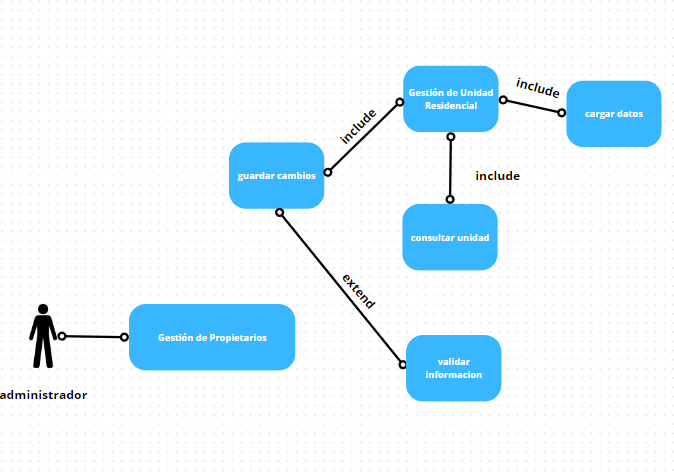 Gestión de Unidad
Residencial
include
cargar datos
include
guardar cambios
include
consultar unidad
extend
Gestión de Propietarios
validar
informacion
administrador